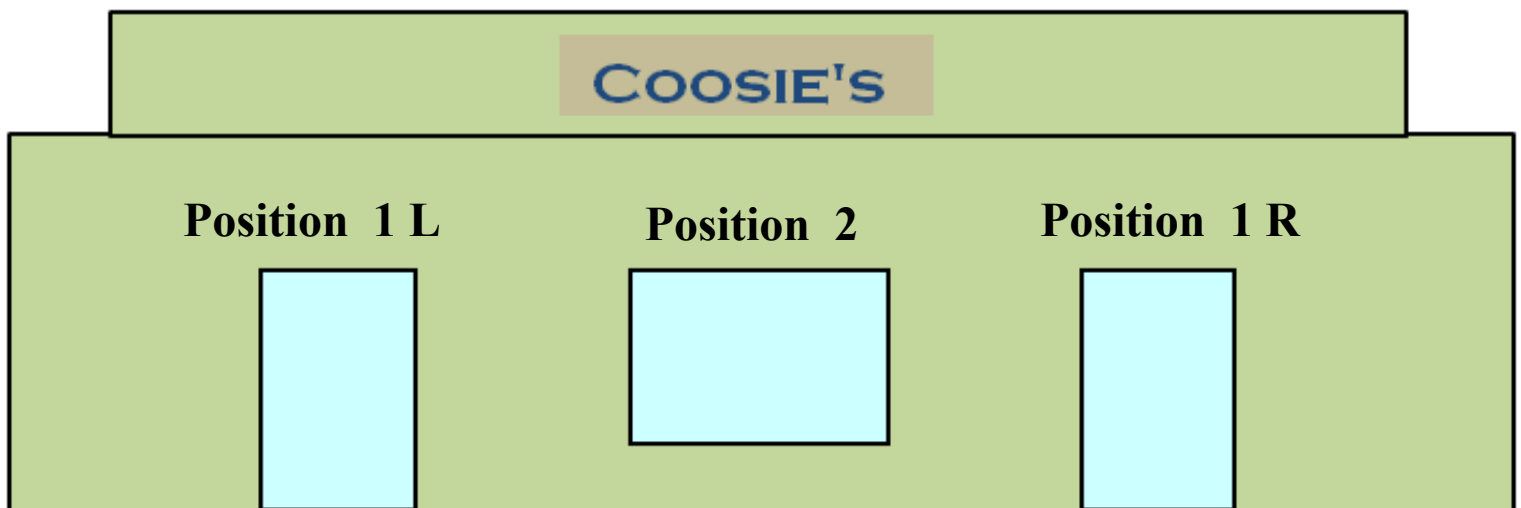 COOSIE'S
Position 1 L
Position 2
Position 1 R